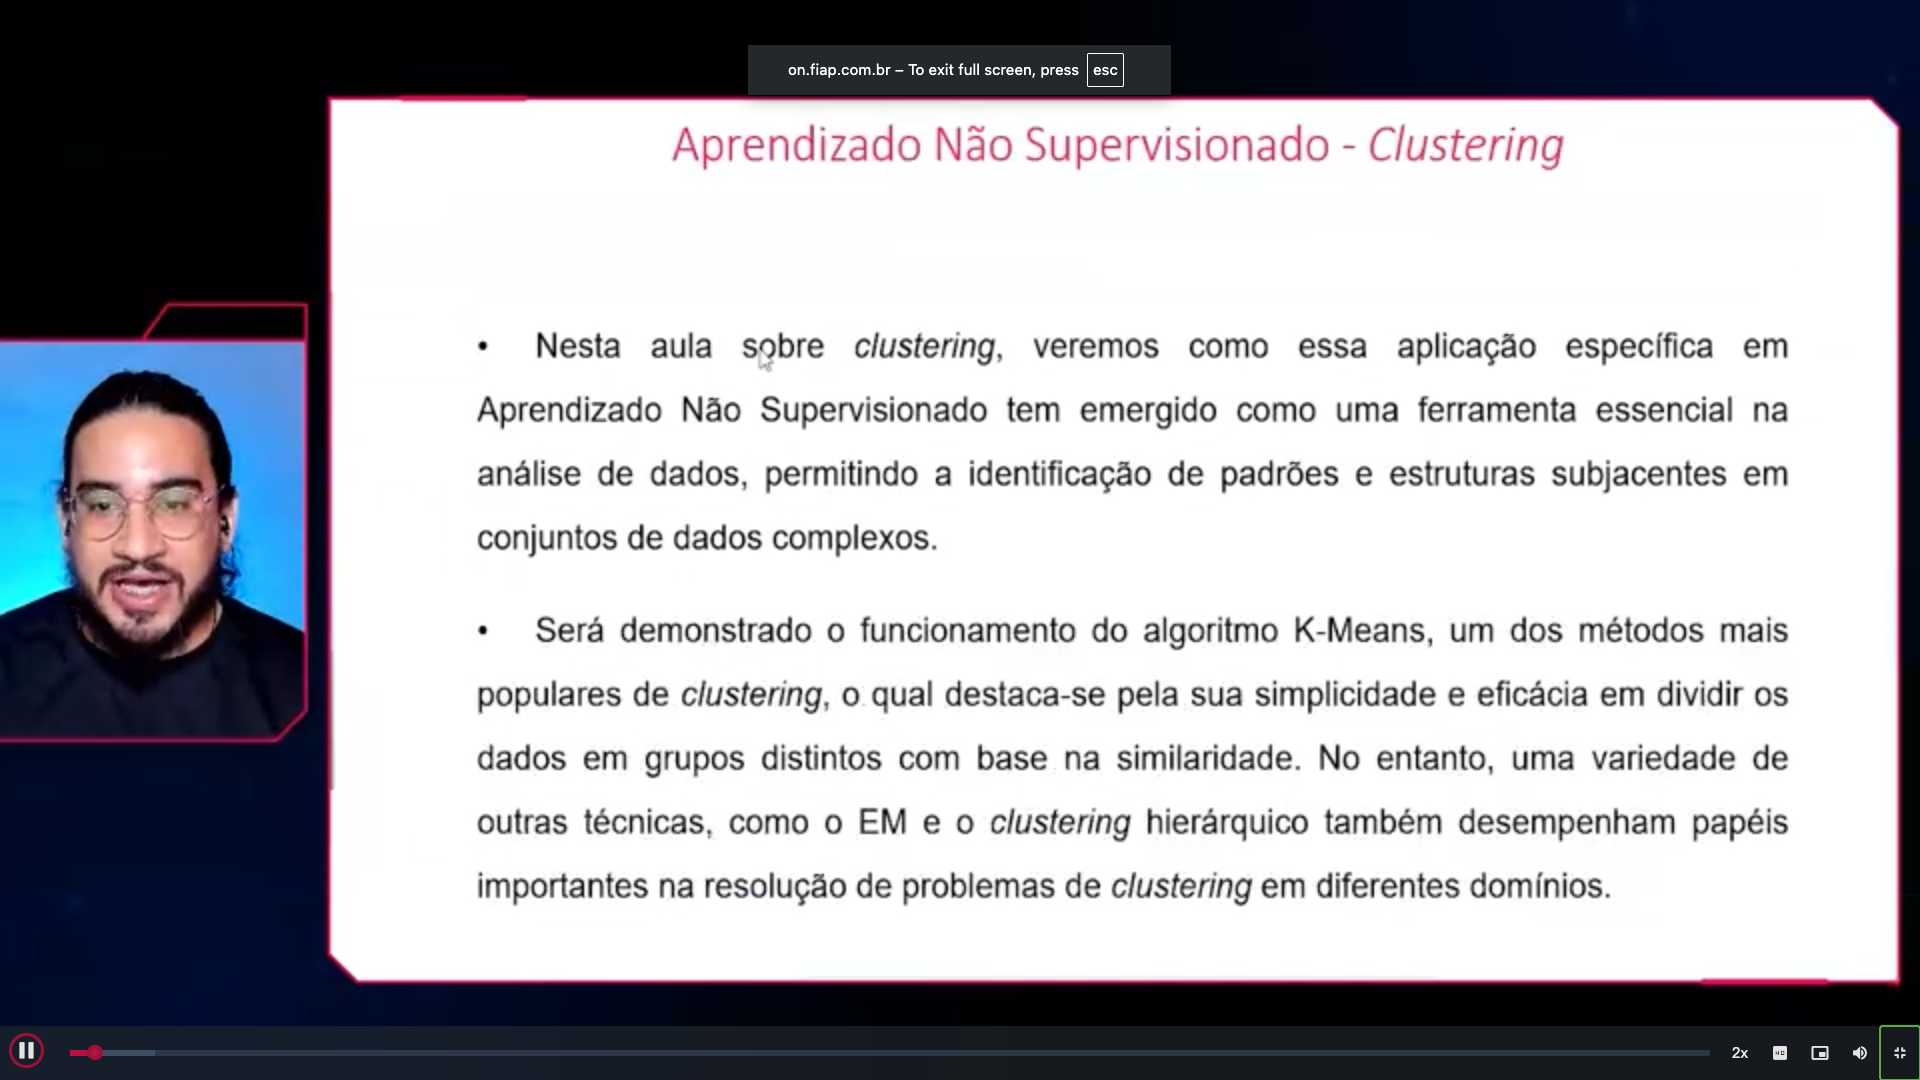 on.fiap.com.br – To exit full screen, press esc
Aprendizado Não Supervisionado - Clustering
• Nesta aula sobre clustering, veremos como essa aplicação específica em
Aprendizado Não Supervisionado tem emergido como uma ferramenta essencial na
análise de dados, permitindo a identificação de padrões e estruturas subjacentes em
conjuntos de dados complexos.
• Será demonstrado o funcionamento do algoritmo K-Means, um dos métodos mais
populares de clustering, o qual destaca-se pela sua simplicidade e eficácia em dividir os
dados em grupos distintos com base na similaridade. No entanto, uma variedade de
outras técnicas, como o EM e o clustering hierárquico também desempenham papéis
importantes na resolução de problemas de clustering em diferentes domínios.
2x
HD